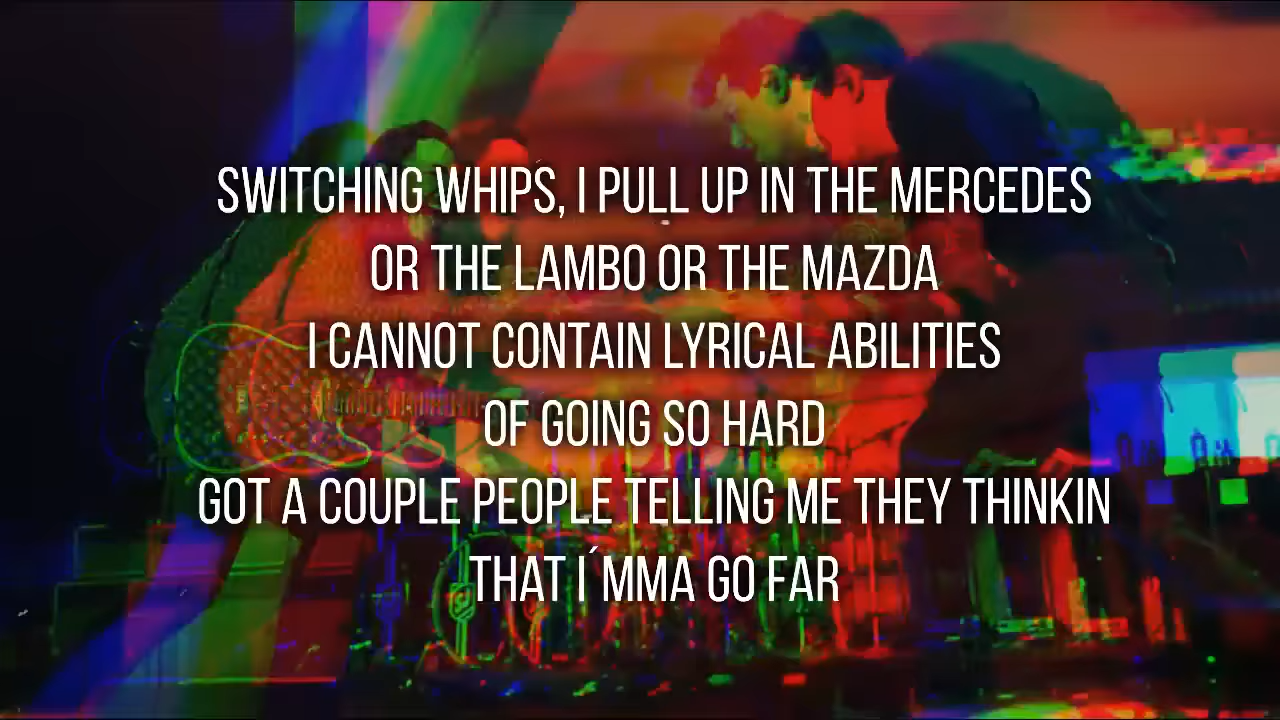 SWITCHING WHIPS, I PULL UP IN THE MERCEDES
OR THE LAMBO OR THE MAZDA
I CANNOT CONTAIN LYRICAL ABILITIES
OF GOING SO HARD
GOT A COUPLE PEOPLE TELLING ME THEY THINKIN
THAT I´MMA GO FAR